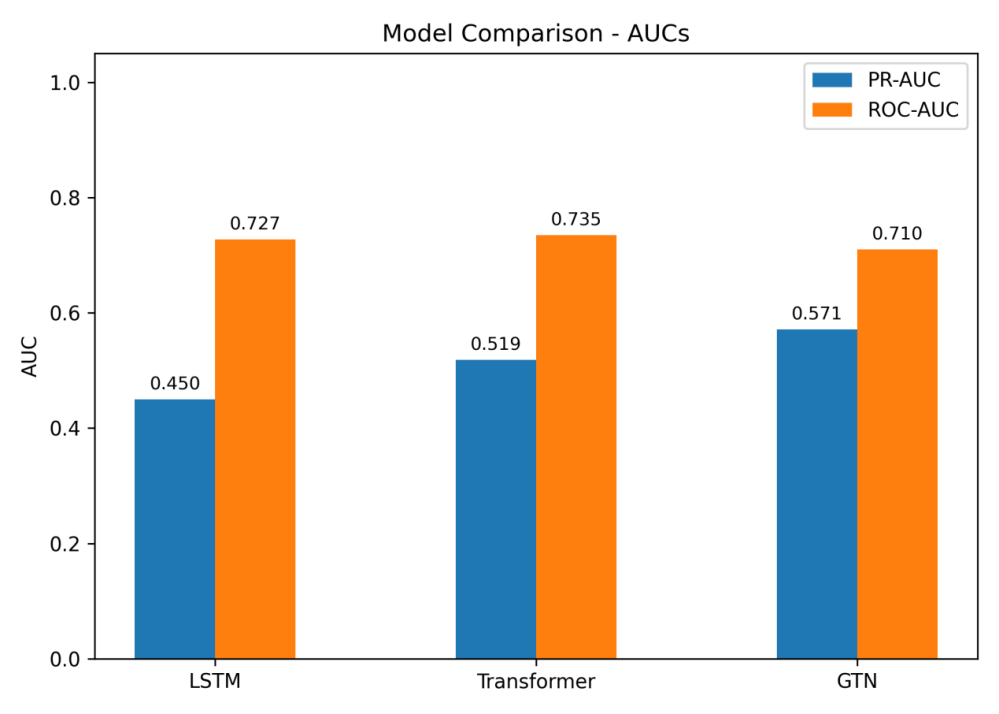 Model Comparison - AUCs
PR-AUC
ROC-AUC
AUC
1.0
0.8
0.6
0.4
0.2
0.0
0.450
0.727
0.519
0.735
0.571
0.710
LSTM
Transformer
GTN